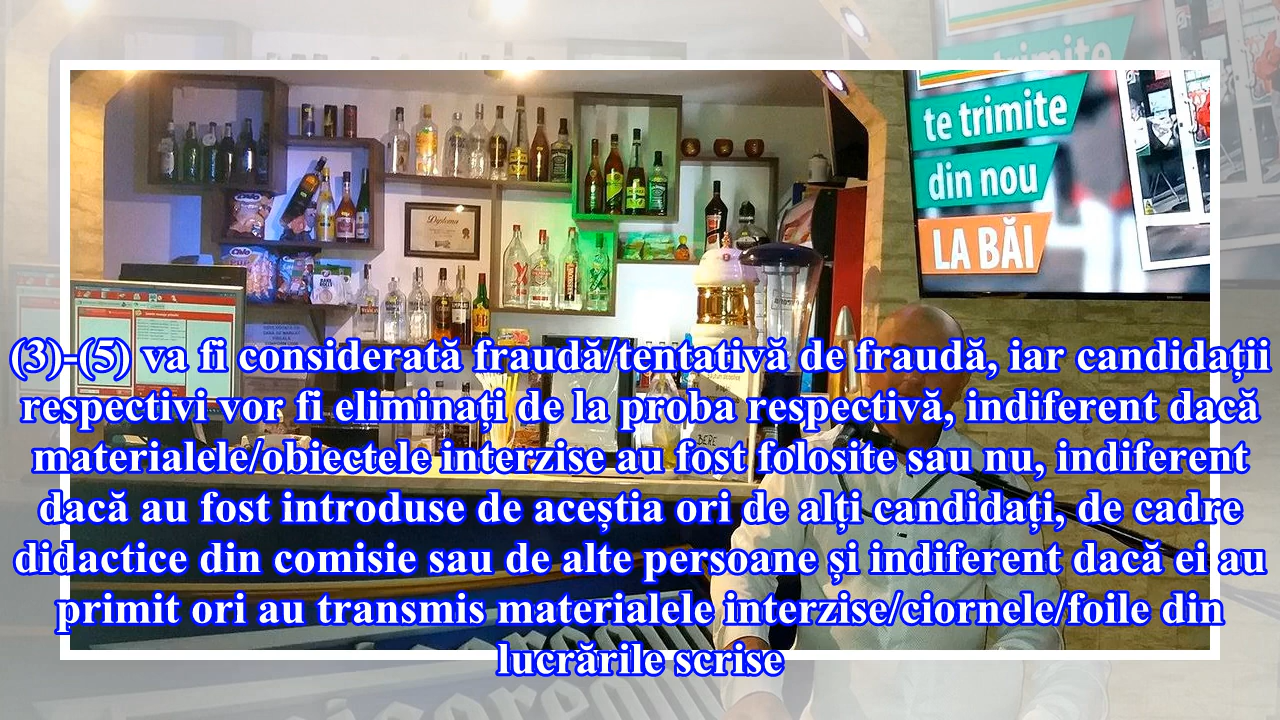 te trimite
din nou
LA BĂI
Diploma
BERE
(3)-(5) va fi considerată fraudă/tentativă de fraudă, iar candidații
respectivi vor fi eliminați de la proba respectivă, indiferent dacă
materialele/obiectele interzise au fost folosite sau nu, indiferent
dacă au fost introduse de aceștia ori de alți candidați, de cadre
didactice din comisie sau de alte persoane și indiferent dacă ei au
primit ori au transmis materialele interzise/ciornele/foile din
lucrările scrise